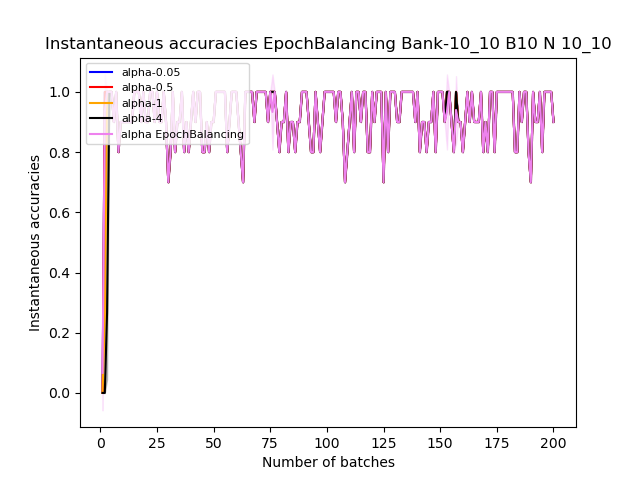 Instantaneous accuracies EpochBalancing Bank-10_10 B10 N 10_10
alpha-0.05
alpha-0.5
alpha-1
alpha-4
alpha EpochBalancing
Instantaneous accuracies
1.0
0.8
0.6
0.4
0.2
0.0
0 25 50 75 100 125 150 175 200
Number of batches